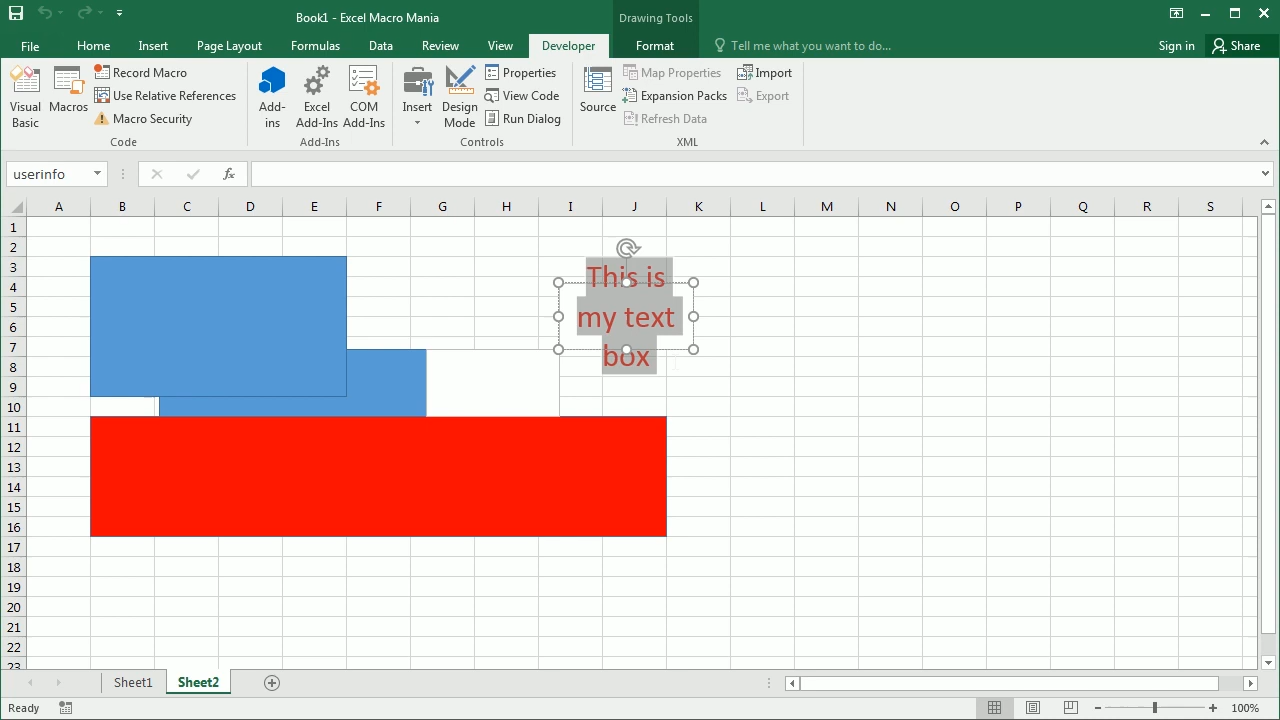 Book1 - Excel Macro Mania
Drawing Tools
File Home Insert Page Layout Formulas Data Review View Developer Format Tell me what you want to do... Sign in Share
Visual Basic
Macros
Record Macro
Use Relative References
Macro Security
Code
Add-ins
Excel Add-Ins
COM Add-Ins
Add-Ins
Insert
Design Mode
Properties
View Code
Run Dialog
Controls
Source
Map Properties
Expansion Packs
Refresh Data
Import
Export
XML
userinfo
fx
A B C D E F G H I J K L M N O P Q R S
1
2
3
4
5
6
7
8
9
10
11
12
13
14
15
16
17
18
19
20
21
22
23
This is
my text
box
Sheet1 Sheet2
Ready
100%